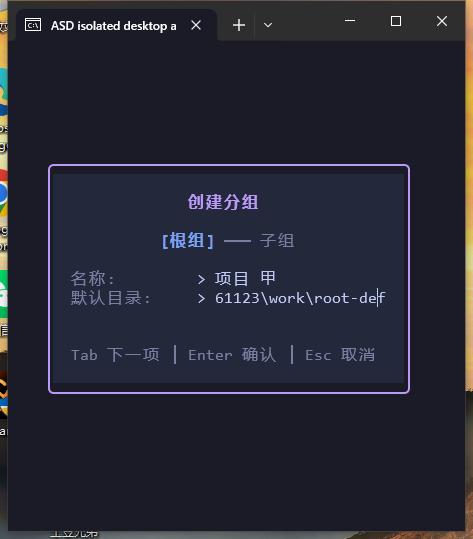 ASD isolated desktop a
创建分组
[根组] —— 子组
名称: > 项目 甲
默认目录: > 61123\work\root-def
Tab 下一项 │ Enter 确认 │ Esc 取消